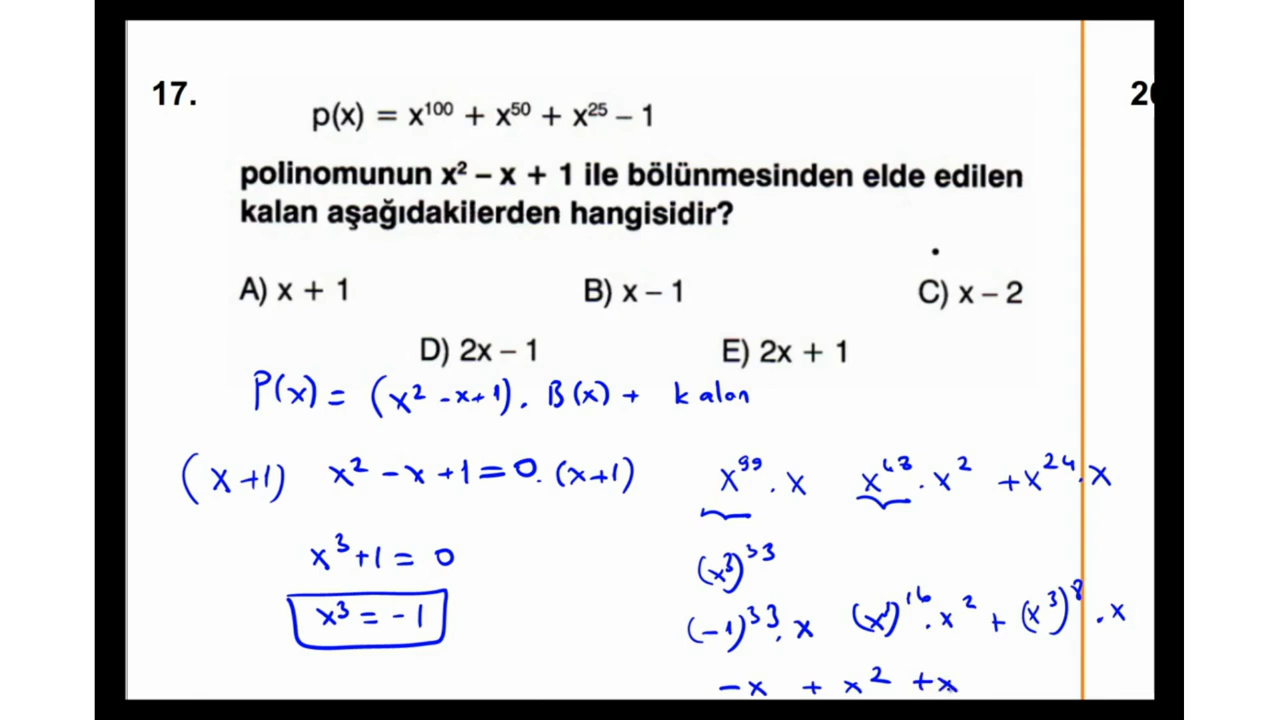 17.
p(x) = x¹⁰⁰ + x⁵⁰ + x²⁵ – 1
polinomunun x² – x + 1 ile bölünmesinden elde edilen
kalan aşağıdakilerden hangisidir?
A) x + 1 B) x – 1 C) x – 2
D) 2x – 1 E) 2x + 1
P(x) = (x² - x + 1) . B(x) + kalan
(x+1) x² - x + 1 = 0 . (x+1) x⁹⁹ . x x⁴⁸ . x² + x²⁴ . x
x³ + 1 = 0 (x³)³³
x³ = -1 (-1)³³ . x (x³)¹⁶ . x² + (x³)⁸ . x
- x + x² + x